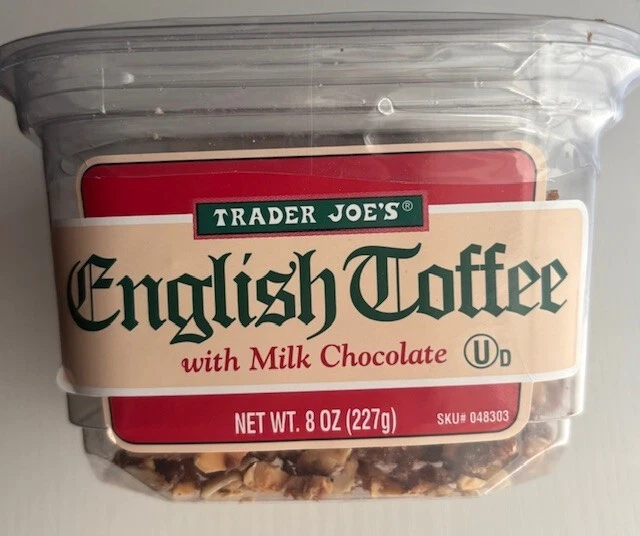 TRADER JOE'S®
English Toffee
with Milk Chocolate Ⓤ D
NET WT. 8 OZ (227g) SKU# 048303